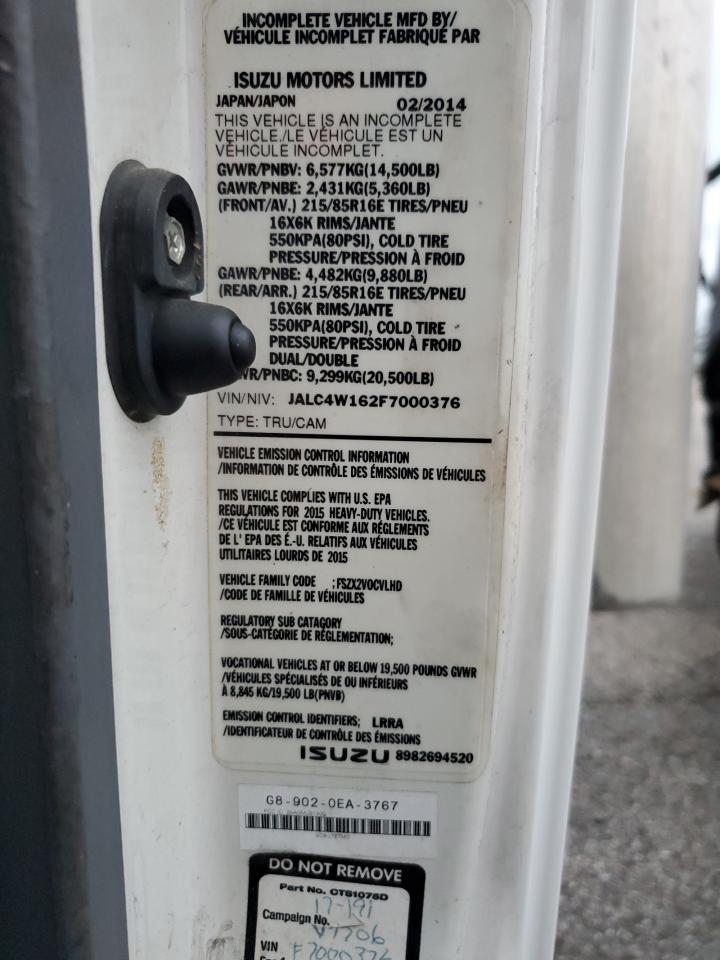 INCOMPLETE VEHICLE MFD BY/
VÉHICULE INCOMPLET FABRIQUÉ PAR
ISUZU MOTORS LIMITED
JAPAN/JAPON 02/2014
THIS VEHICLE IS AN INCOMPLETE
VEHICLE./LE VÉHICULE EST UN
VÉHICULE INCOMPLET.
GVWR/PNBV: 6,577KG(14,500LB)
GAWR/PNBE: 2,431KG(5,360LB)
(FRONT/AV.) 215/85R16E TIRES/PNEU
16X6K RIMS/JANTE
550KPA(80PSI), COLD TIRE
PRESSURE/PRESSION À FROID
GAWR/PNBE: 4,482KG(9,880LB)
(REAR/ARR.) 215/85R16E TIRES/PNEU
16X6K RIMS/JANTE
550KPA(80PSI), COLD TIRE
PRESSURE/PRESSION À FROID
DUAL/DOUBLE
WR/PNBC: 9,299KG(20,500LB)
VIN/NIV: JALC4W162F7000376
TYPE: TRU/CAM
VEHICLE EMISSION CONTROL INFORMATION
/INFORMATION DE CONTRÔLE DES ÉMISSIONS DE VÉHICULES
THIS VEHICLE COMPLIES WITH U.S. EPA
REGULATIONS FOR 2015 HEAVY-DUTY VEHICLES.
/CE VÉHICULE EST CONFORME AUX RÉGLEMENTS
DE L' EPA DES É.-U. RELATIFS AUX VÉHICULES
UTILITAIRES LOURDS DE 2015
VEHICLE FAMILY CODE ;FSZX2VOCVLHD
/CODE DE FAMILLE DE VÉHICULES
REGULATORY SUB CATAGORY
/SOUS-CATÉGORIE DE RÉGLEMENTATION;
VOCATIONAL VEHICLES AT OR BELOW 19,500 POUNDS GVWR
/VÉHICULES SPÉCIALISÉS DE OU INFÉRIEURS
À 8,845 KG/19,500 LB(PNVB)
EMISSION CONTROL IDENTIFIERS; LRRA
/IDENTIFICATEUR DE CONTRÔLE DES ÉMISSIONS
ISUZU 8982694520
G8-902-0EA-3767
DO NOT REMOVE
Part No. CTS1075D
17-191
Campaign No. V1706
VIN F7000376